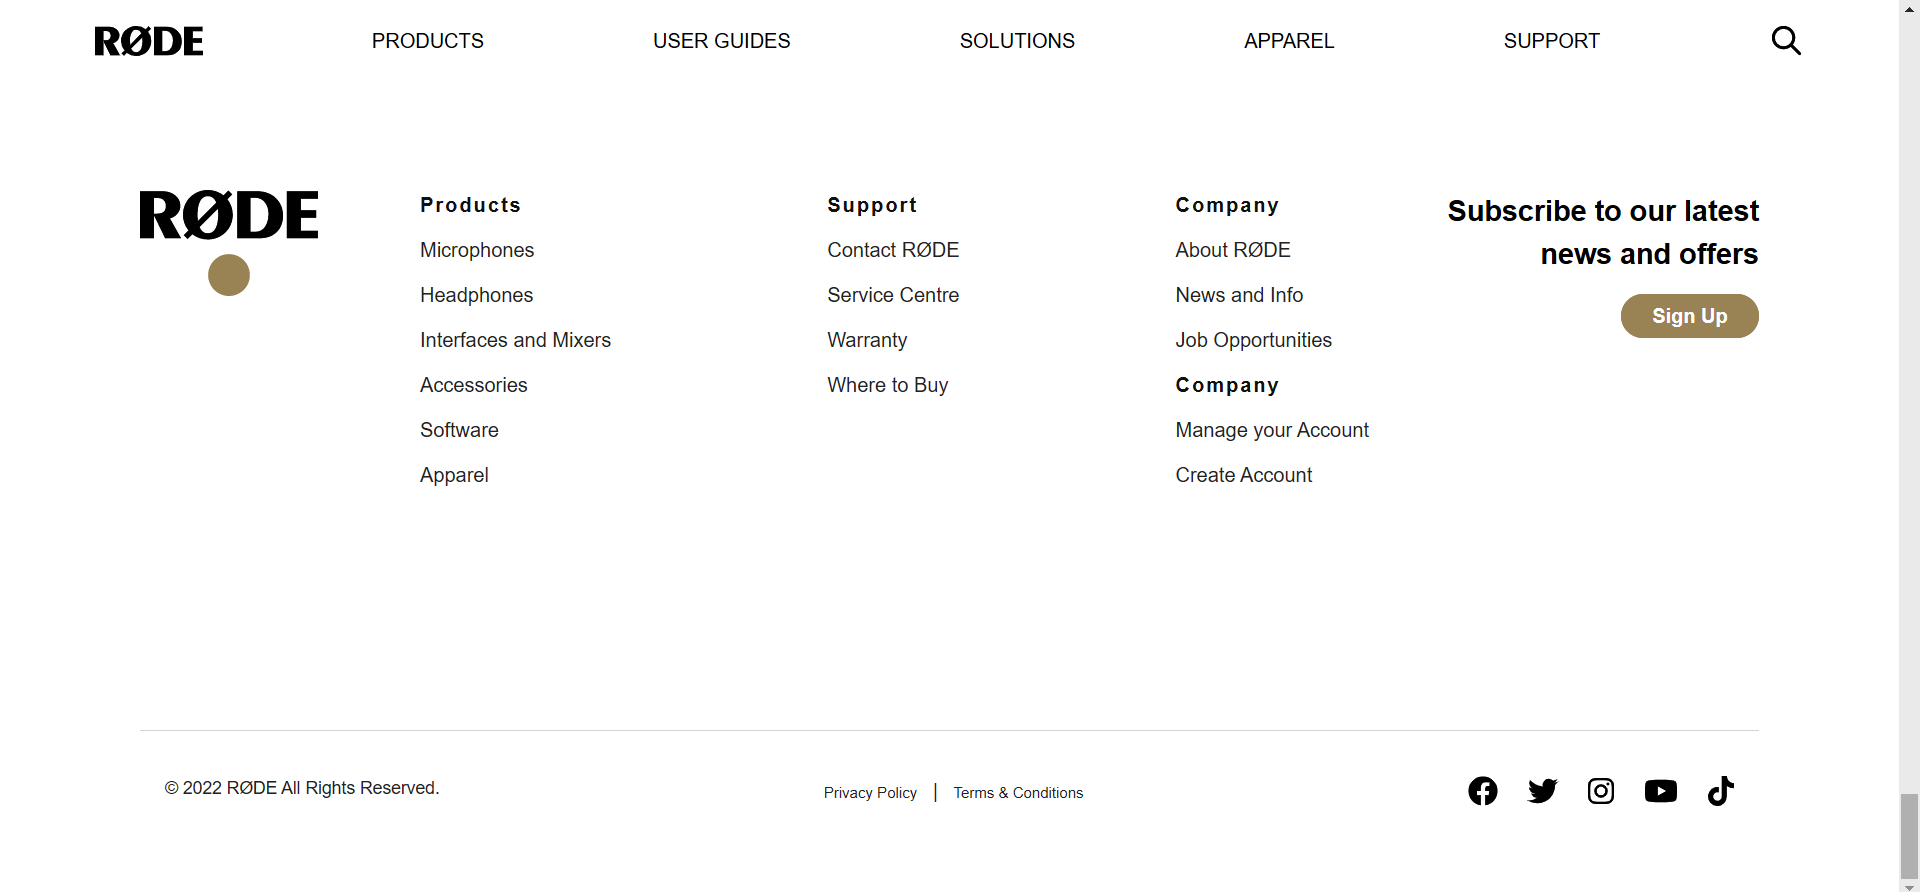 RØDE
PRODUCTS
USER GUIDES
SOLUTIONS
APPAREL
SUPPORT
RØDE
Products
Microphones
Headphones
Interfaces and Mixers
Accessories
Software
Apparel
Support
Contact RØDE
Service Centre
Warranty
Where to Buy
Company
About RØDE
News and Info
Job Opportunities
Company
Manage your Account
Create Account
Subscribe to our latest
news and offers
Sign Up
© 2022 RØDE All Rights Reserved.
Privacy Policy | Terms & Conditions